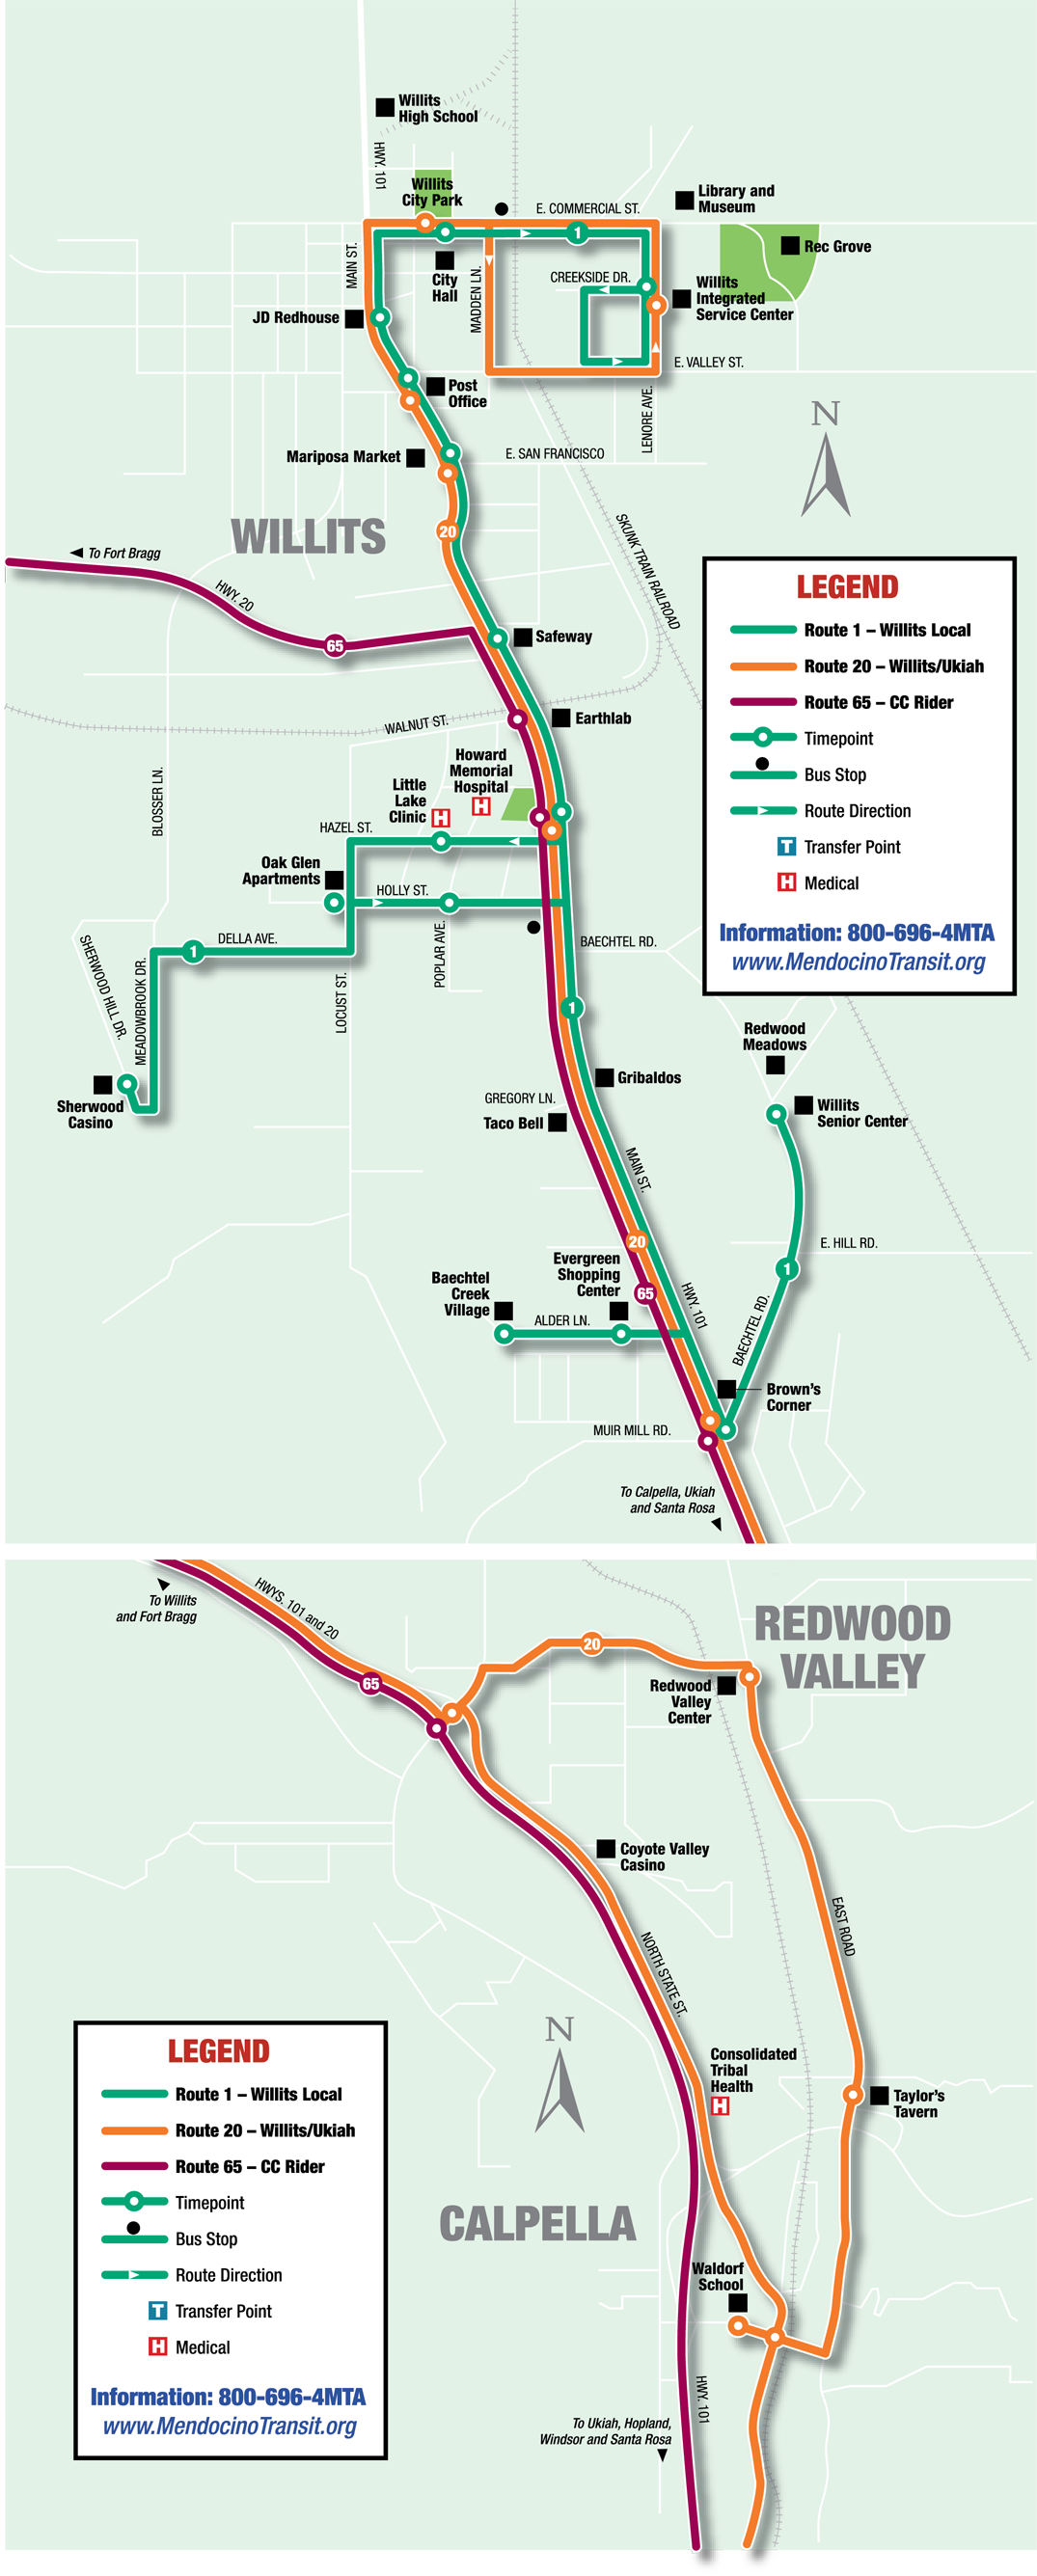 Willits
High School
HWY. 101
Willits
City Park
Library and
Museum
E. COMMERCIAL ST.
1
Rec Grove
MAIN ST.
City
Hall
MADDEN LN.
CREEKSIDE DR.
Willits
Integrated
Service Center
JD Redhouse
E. VALLEY ST.
Post
Office
LENORE AVE.
N
Mariposa Market
E. SAN FRANCISCO
WILLITS
20
SKUNK TRAIN RAILROAD
To Fort Bragg
HWY. 20
65
Safeway
LEGEND
Route 1 – Willits Local
Route 20 – Willits/Ukiah
Route 65 – CC Rider
Timepoint
Bus Stop
Route Direction
T Transfer Point
H Medical
Information: 800-696-4MTA
www.MendocinoTransit.org
WALNUT ST.
Earthlab
Howard
Memorial
Hospital
H
Little
Lake
Clinic
H
BLOSSER LN.
HAZEL ST.
Oak Glen
Apartments
HOLLY ST.
DELLA AVE.
1
POPLAR AVE.
BAECHTEL RD.
SHERWOOD HILL DR.
MEADOWBROOK DR.
LOCUST ST.
1
Redwood
Meadows
Gribaldos
Sherwood
Casino
GREGORY LN.
Taco Bell
Willits
Senior Center
MAIN ST.
20
E. HILL RD.
Evergreen
Shopping
Center
1
Baechtel
Creek
Village
65
HWY. 101
ALDER LN.
BAECHTEL RD.
Brown's
Corner
MUIR MILL RD.
To Calpella, Ukiah
and Santa Rosa
To Willits
and Fort Bragg
HWYS. 101 and 20
REDWOOD
VALLEY
20
65
Redwood
Valley
Center
Coyote Valley
Casino
EAST ROAD
NORTH STATE ST.
N
Consolidated
Tribal
Health
H
Taylor's
Tavern
LEGEND
Route 1 – Willits Local
Route 20 – Willits/Ukiah
Route 65 – CC Rider
Timepoint
Bus Stop
Route Direction
T Transfer Point
H Medical
Information: 800-696-4MTA
www.MendocinoTransit.org
CALPELLA
Waldorf
School
HWY. 101
To Ukiah, Hopland,
Windsor and Santa Rosa